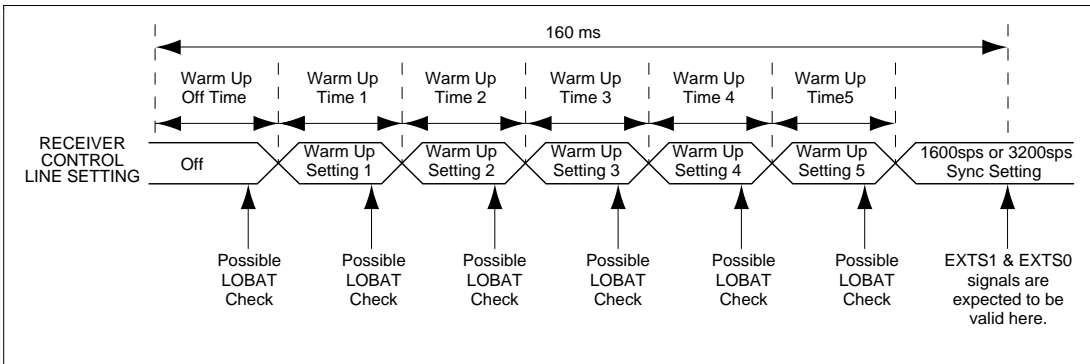 160 ms
Warm Up
Off Time
Warm Up
Time 1
Warm Up
Time 2
Warm Up
Time 3
Warm Up
Time 4
Warm Up
Time5
RECEIVER
CONTROL
LINE SETTING
Off
Warm Up
Setting 1
Warm Up
Setting 2
Warm Up
Setting 3
Warm Up
Setting 4
Warm Up
Setting 5
1600sps or 3200sps
Sync Setting
Possible
LOBAT
Check
Possible
LOBAT
Check
Possible
LOBAT
Check
Possible
LOBAT
Check
Possible
LOBAT
Check
Possible
LOBAT
Check
EXTS1 & EXTS0
signals are
expected to be
valid here.